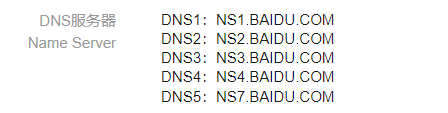 DNS服务器
Name Server
DNS1：NS1.BAIDU.COM
DNS2：NS2.BAIDU.COM
DNS3：NS3.BAIDU.COM
DNS4：NS4.BAIDU.COM
DNS5：NS7.BAIDU.COM